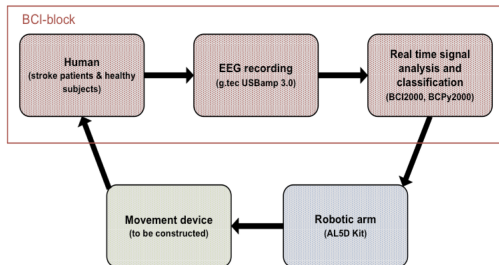 BCI-block
Human
(stroke patients & healthy
subjects)
EEG recording
(g.tec USBamp 3.0)
Real time signal
analysis and
classification
(BCI2000, BCPy2000)
Movement device
(to be constructed)
Robotic arm
(AL5D Kit)